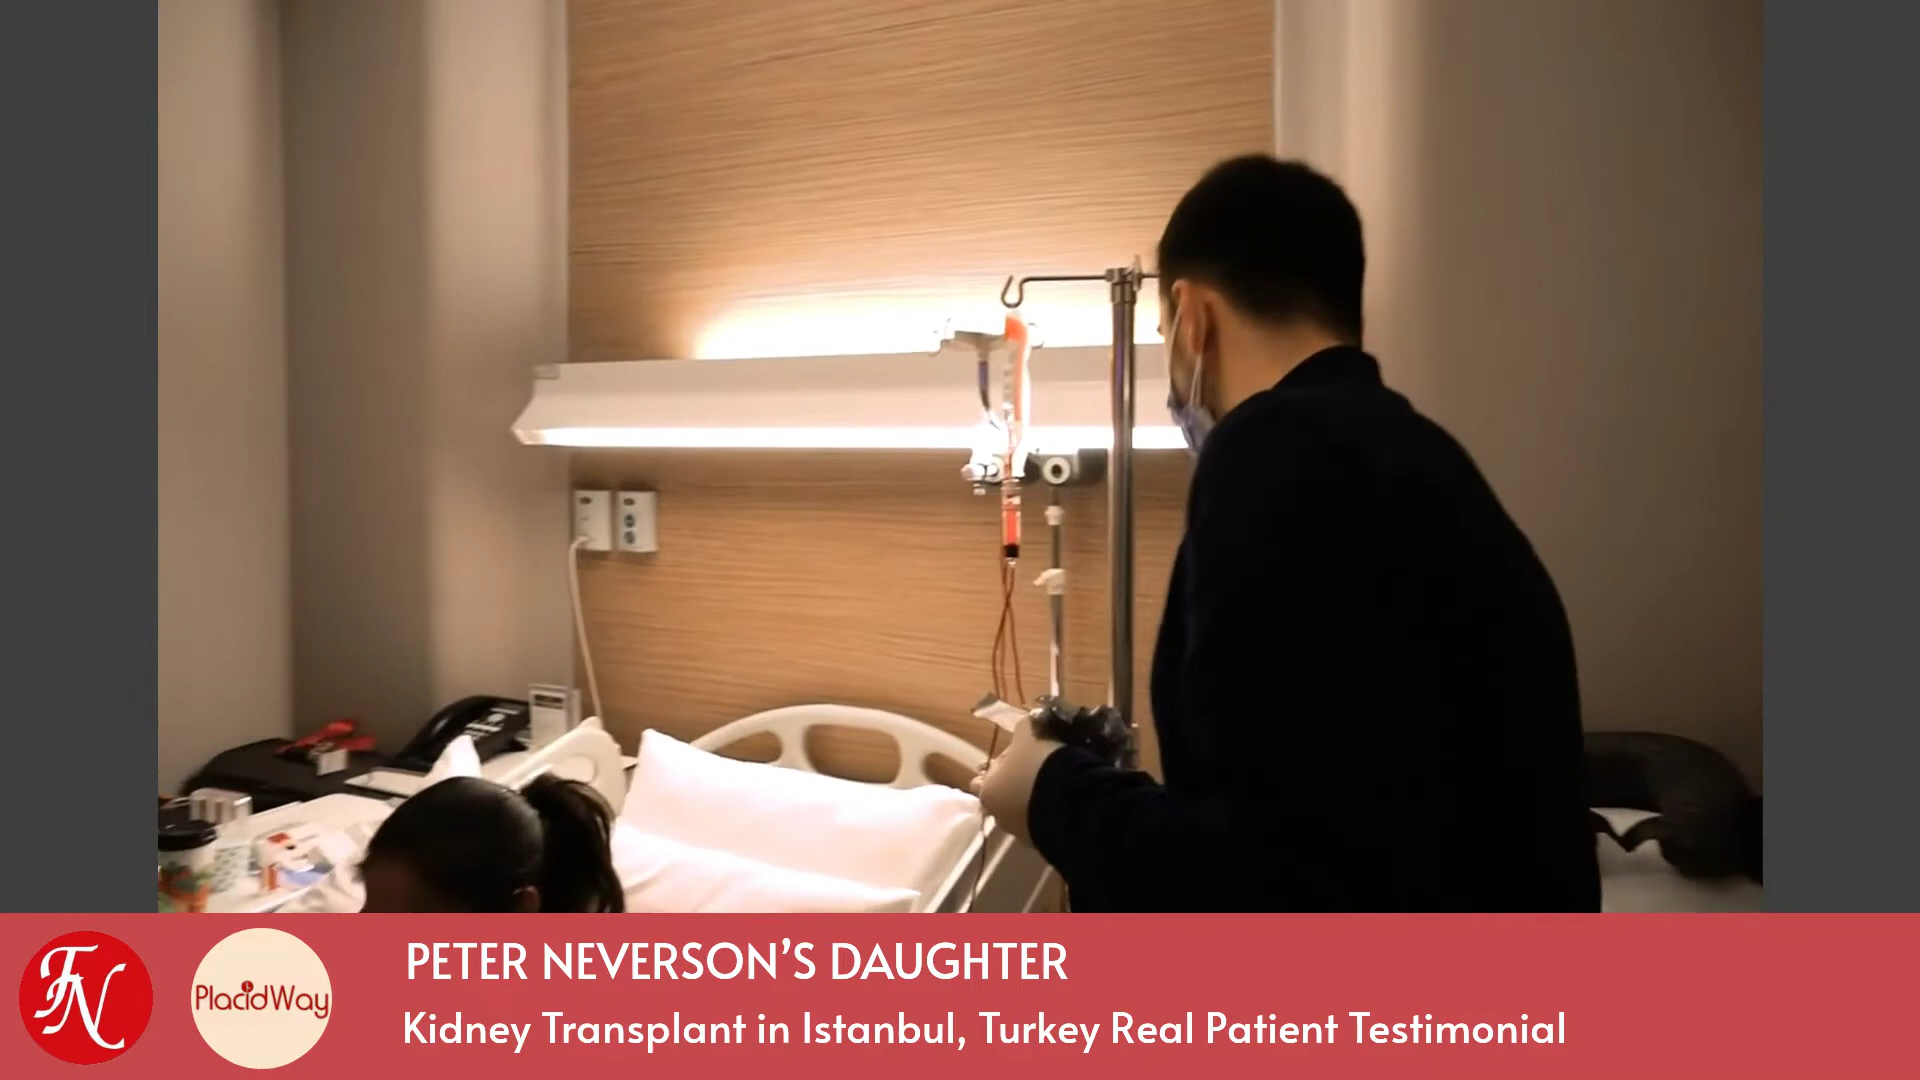 PETER NEVERSON'S DAUGHTER
FN
PlacidWay
Kidney Transplant in Istanbul, Turkey Real Patient Testimonial